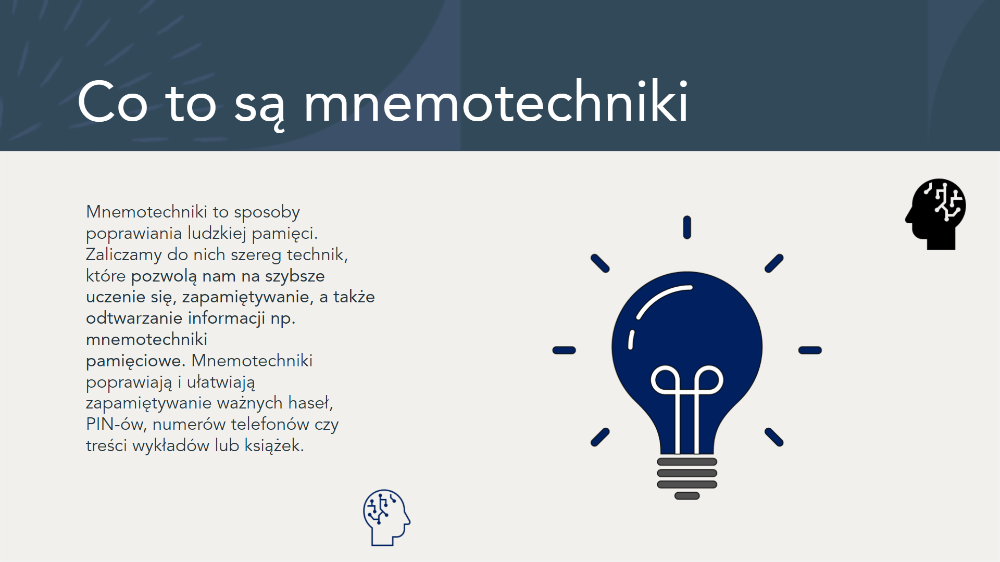 Co to są mnemotechniki
Mnemotechniki to sposoby
poprawiania ludzkiej pamięci.
Zaliczamy do nich szereg technik,
które pozwolą nam na szybsze
uczenie się, zapamiętywanie, a także
odtwarzanie informacji np.
mnemotechniki
pamięciowe. Mnemotechniki
poprawiają i ułatwiają
zapamiętywanie ważnych haseł,
PIN-ów, numerów telefonów czy
treści wykładów lub książek.